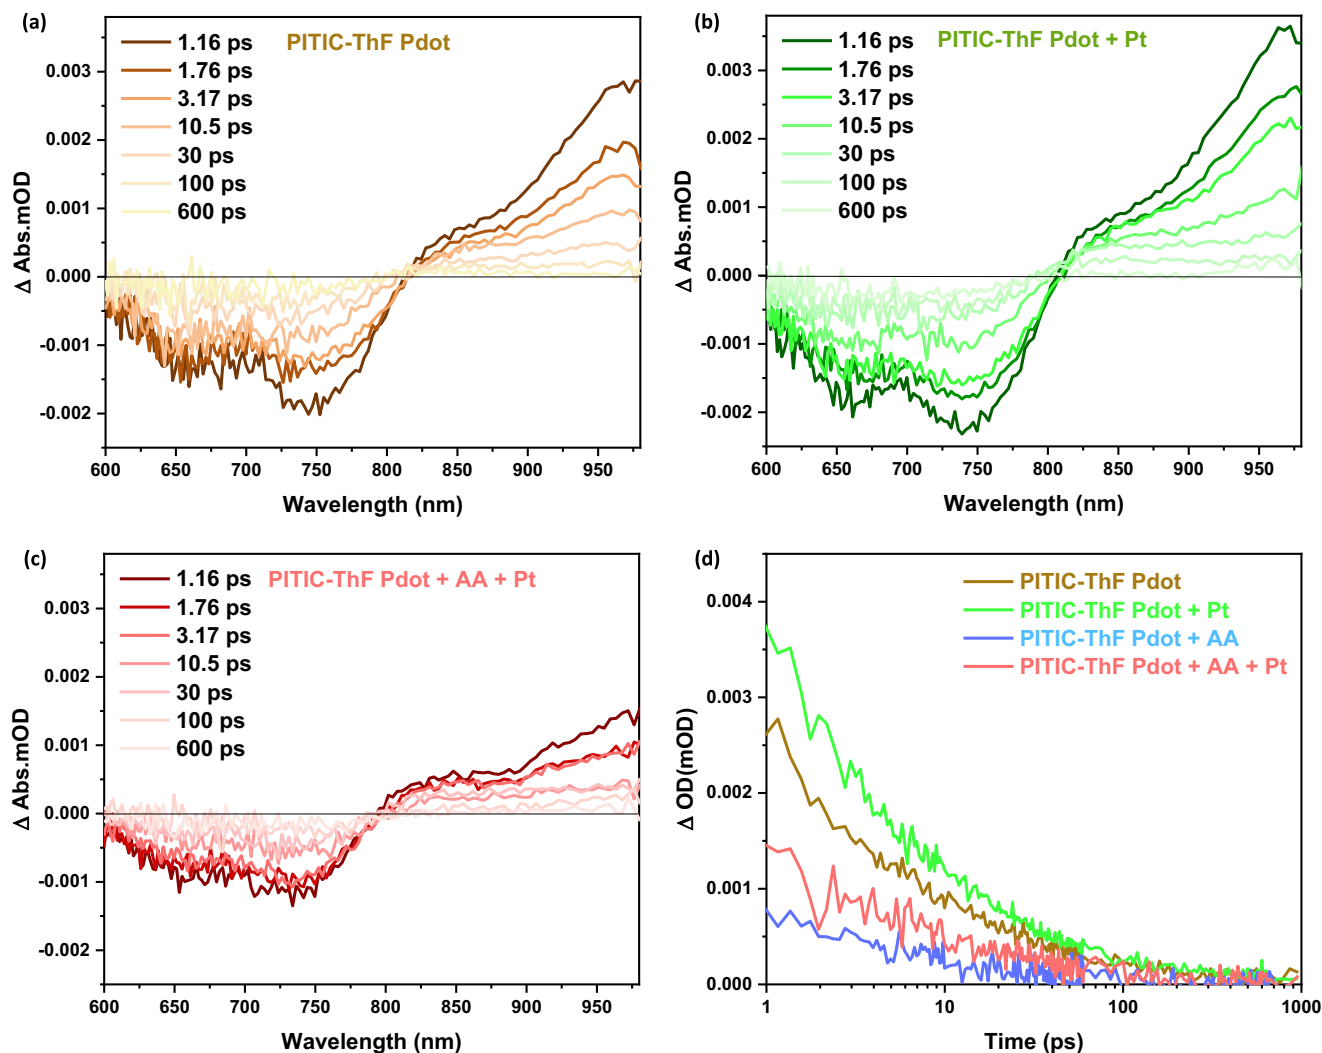 (a)
PITIC-ThF Pdot
1.16 ps
1.76 ps
3.17 ps
10.5 ps
30 ps
100 ps
600 ps
0.003
0.002
0.001
0.000
-0.001
-0.002
Δ Abs.mOD
600 650 700 750 800 850 900 950
Wavelength (nm)
(b)
PITIC-ThF Pdot + Pt
1.16 ps
1.76 ps
3.17 ps
10.5 ps
30 ps
100 ps
600 ps
0.003
0.002
0.001
0.000
-0.001
-0.002
Δ Abs.mOD
600 650 700 750 800 850 900 950
Wavelength (nm)
(c)
PITIC-ThF Pdot + AA + Pt
1.16 ps
1.76 ps
3.17 ps
10.5 ps
30 ps
100 ps
600 ps
0.003
0.002
0.001
0.000
-0.001
-0.002
Δ Abs.mOD
600 650 700 750 800 850 900 950
Wavelength (nm)
(d)
PITIC-ThF Pdot
PITIC-ThF Pdot + Pt
PITIC-ThF Pdot + AA
PITIC-ThF Pdot + AA + Pt
0.004
0.003
0.002
0.001
0.000
Δ OD(mOD)
1 10 100 1000
Time (ps)